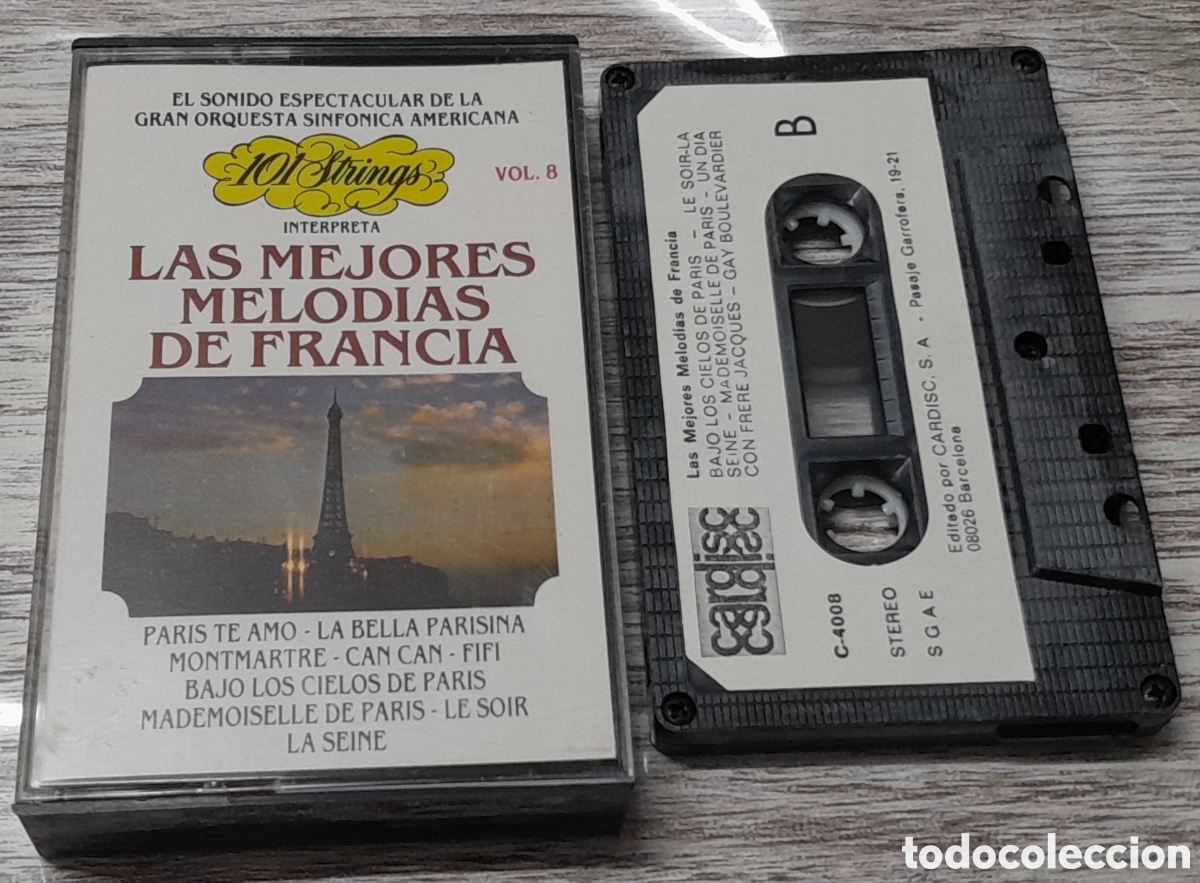 EL SONIDO ESPECTACULAR DE LA
GRAN ORQUESTA SINFONICA AMERICANA
101 Strings
VOL. 8
INTERPRETA
LAS MEJORES
MELODIAS
DE FRANCIA
PARIS TE AMO - LA BELLA PARISINA
MONTMARTRE - CAN CAN - FIFI
BAJO LOS CIELOS DE PARIS
MADEMOISELLE DE PARIS - LE SOIR
LA SEINE
cardisc
Las Mejores Melodías de Francia
BAJO LOS CIELOS DE PARIS - LE SOIR-LA
SEINE - MADEMOISELLE DE PARIS - UN DIA
CON FRERE JACQUES - GAY BOULEVARDIER
B
C-4008
STEREO
S G A E
Editado por CARDISC, S. A. - Pasaje Garrofers, 19-21
08026 Barcelona
todocoleccion